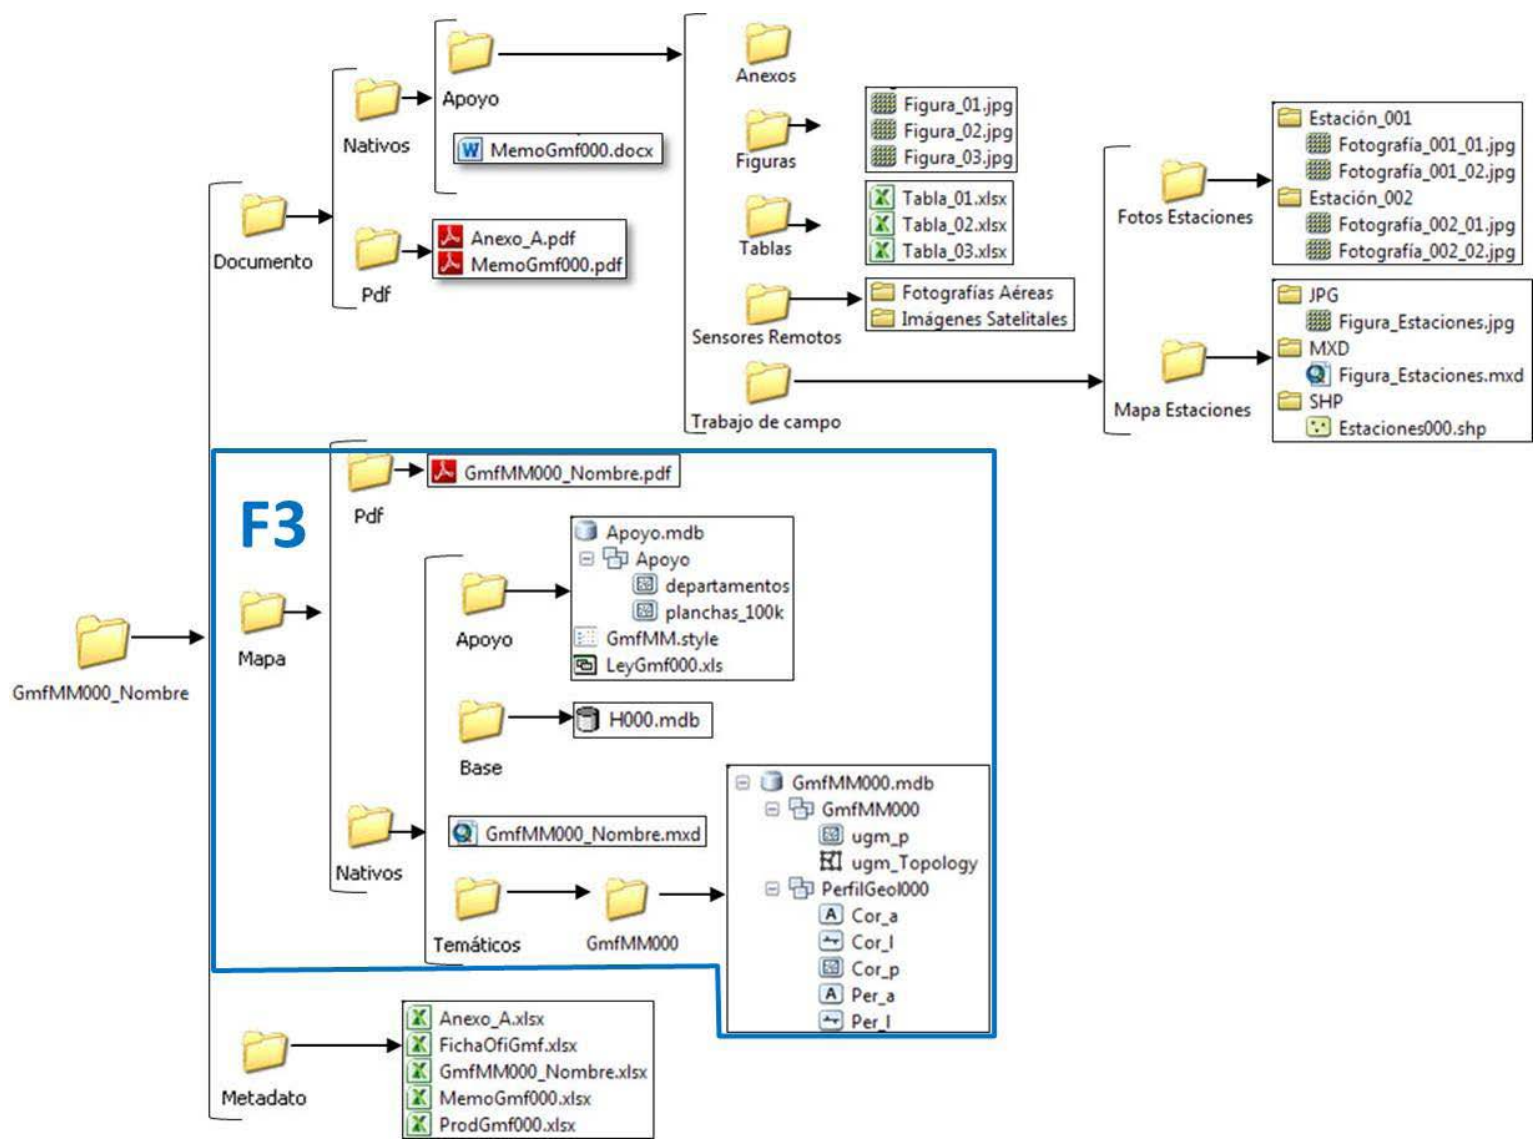 GmfMM000_Nombre
Documento
Nativos
Apoyo
MemoGmf000.docx
Anexos
Figuras
Figura_01.jpg
Figura_02.jpg
Figura_03.jpg
Tablas
Tabla_01.xlsx
Tabla_02.xlsx
Tabla_03.xlsx
Sensores Remotos
Fotografías Aéreas
Imágenes Satelitales
Trabajo de campo
Fotos Estaciones
Estación_001
Fotografía_001_01.jpg
Fotografía_001_02.jpg
Estación_002
Fotografía_002_01.jpg
Fotografía_002_02.jpg
Mapa Estaciones
JPG
Figura_Estaciones.jpg
MXD
Figura_Estaciones.mxd
SHP
Estaciones000.shp
Pdf
Anexo_A.pdf
MemoGmf000.pdf
F3
Mapa
Pdf
GmfMM000_Nombre.pdf
Nativos
Apoyo
Apoyo.mdb
Apoyo
departamentos
planchas_100k
GmfMM.style
LeyGmf000.xls
Base
H000.mdb
GmfMM000_Nombre.mxd
Temáticos
GmfMM000
GmfMM000.mdb
GmfMM000
ugm_p
ugm_Topology
PerfilGeol000
A Cor_a
Cor_l
Cor_p
A Per_a
Per_l
Metadato
Anexo_A.xlsx
FichaOfiGmf.xlsx
GmfMM000_Nombre.xlsx
MemoGmf000.xlsx
ProdGmf000.xlsx